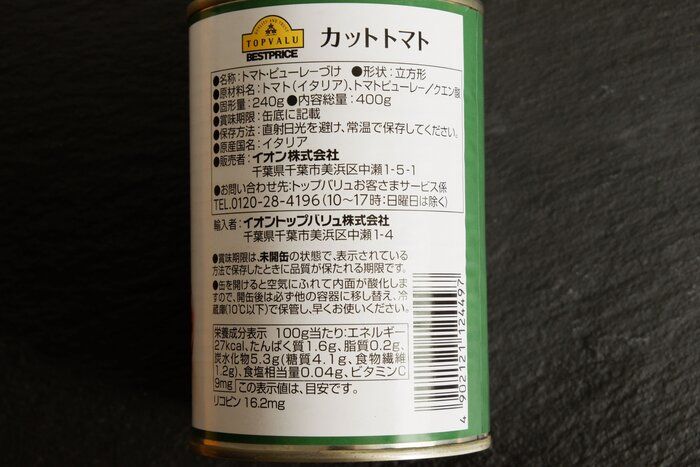 TOPVALU
BESTPRICE
カットトマト
●名称：トマト・ピューレーづけ ●形状：立方形
●原材料名：トマト（イタリア）、トマトピューレー／クエン酸
●固形量：240g ●内容総量：400g
●賞味期限：缶底に記載
●保存方法：直射日光を避け、常温で保存してください。
●原産国名：イタリア
●販売者：イオン株式会社
千葉県千葉市美浜区中瀬1-5-1
●お問い合わせ先：トップバリュお客さまサービス係
TEL.0120-28-4196（10～17時：日曜日は除く）
輸入者：イオントップバリュ株式会社
千葉県千葉市美浜区中瀬1-4
●賞味期限は、未開缶の状態で、表示されている
方法で保存したときに品質が保たれる期限です。
●缶を開けると空気にふれて内面が酸化しま
すので、開缶後は必ず他の容器に移し替え、冷
蔵庫（10℃以下）で保管し、早くお使いください。
栄養成分表示 100g当たり：エネルギー
27kcal、たんぱく質1.6g、脂質0.2g、
炭水化物5.3g（糖質4.1g、食物繊維
1.2g）、食塩相当量0.04g、ビタミンC
9mg この表示値は、目安です。
リコピン 16.2mg
4 902121 124497